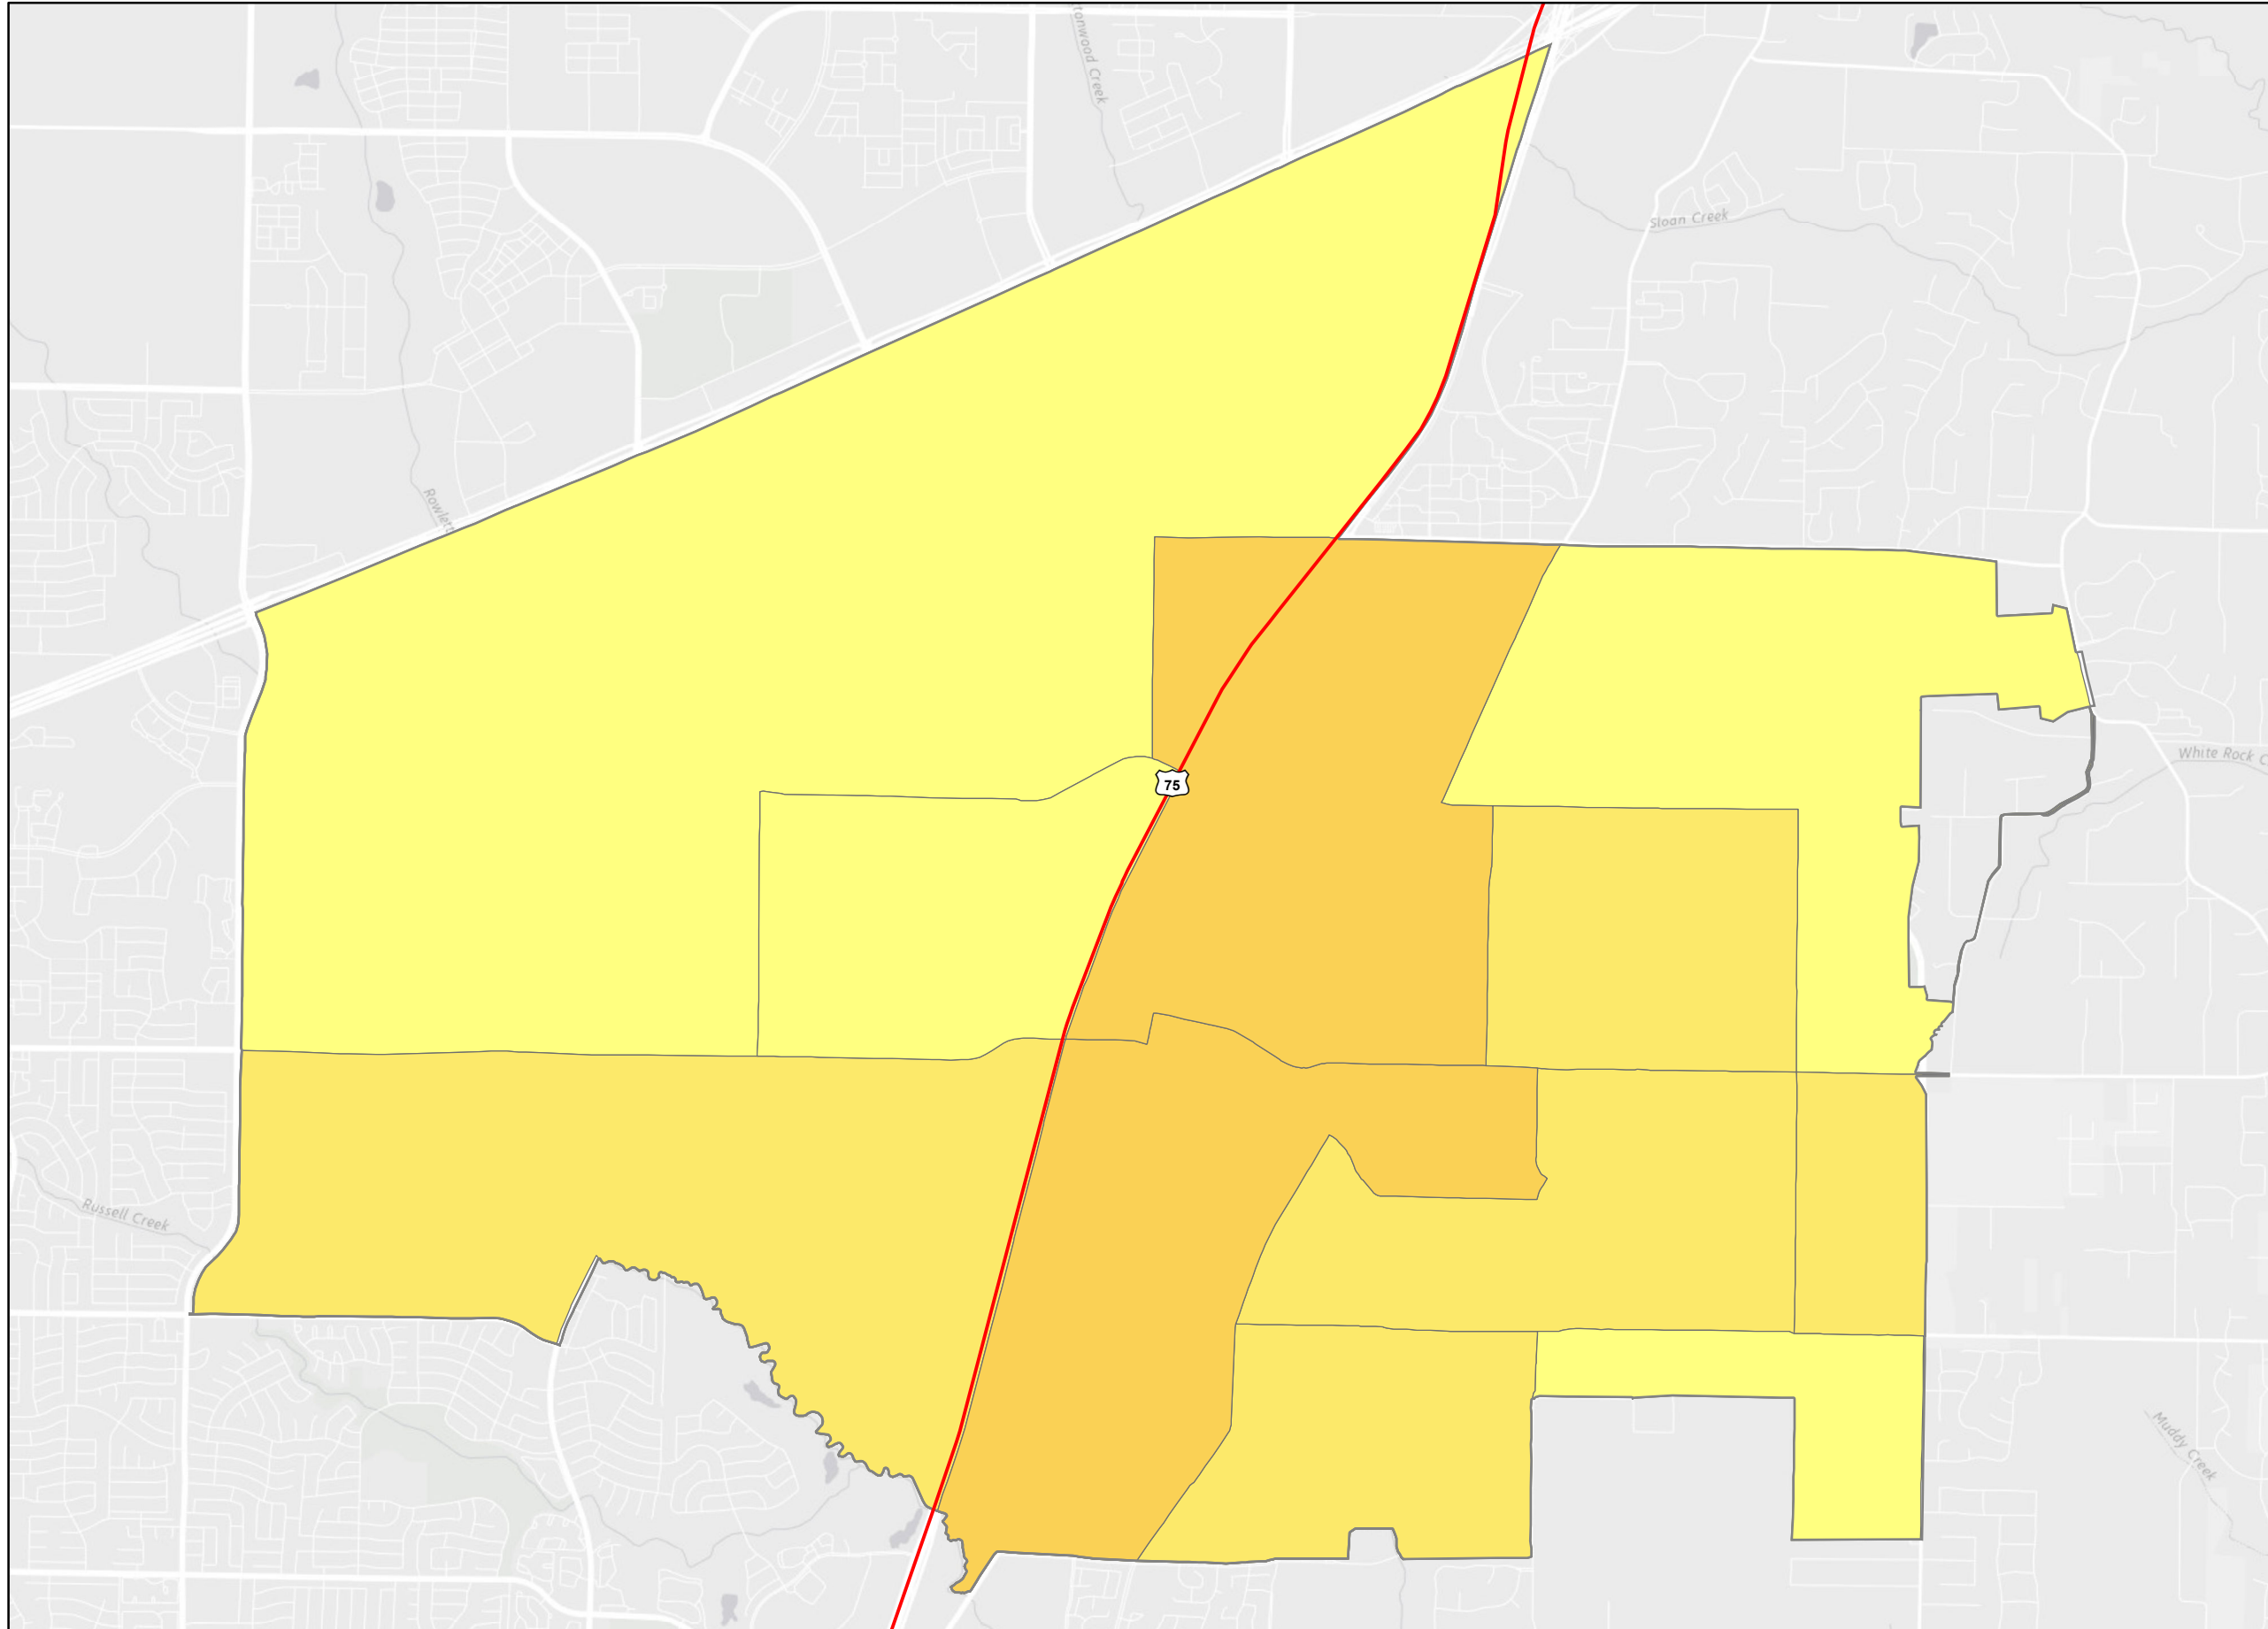 tonwood Creek
Sloan Creek
Rowlett
White Rock C
75
Russell Creek
Muddy Creek